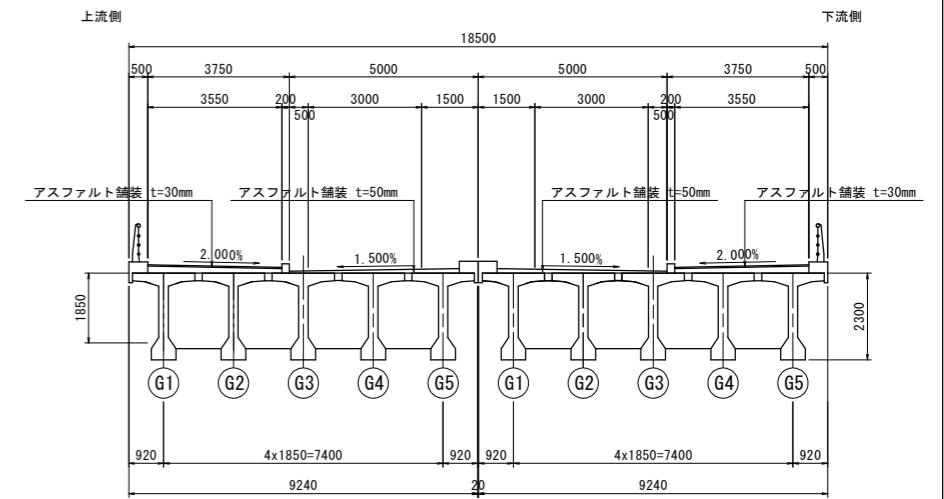 上流側 下流側
18500
500 3750 5000 5000 3750 500
3550 200 3000 1500 1500 3000 200 3550
500 500
アスファルト舗装 t=30mm アスファルト舗装 t=50mm アスファルト舗装 t=50mm アスファルト舗装 t=30mm
2.000% 1.500% 1.500% 2.000%
1850 2300
G1 G2 G3 G4 G5 G1 G2 G3 G4 G5
920 4x1850=7400 920 920 4x1850=7400 920
9240 20 9240